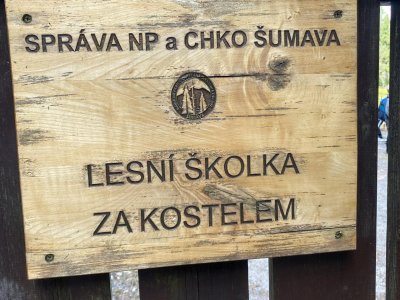 SPRÁVA NP a CHKO ŠUMAVA
LESNÍ ŠKOLKA
ZA KOSTELEM